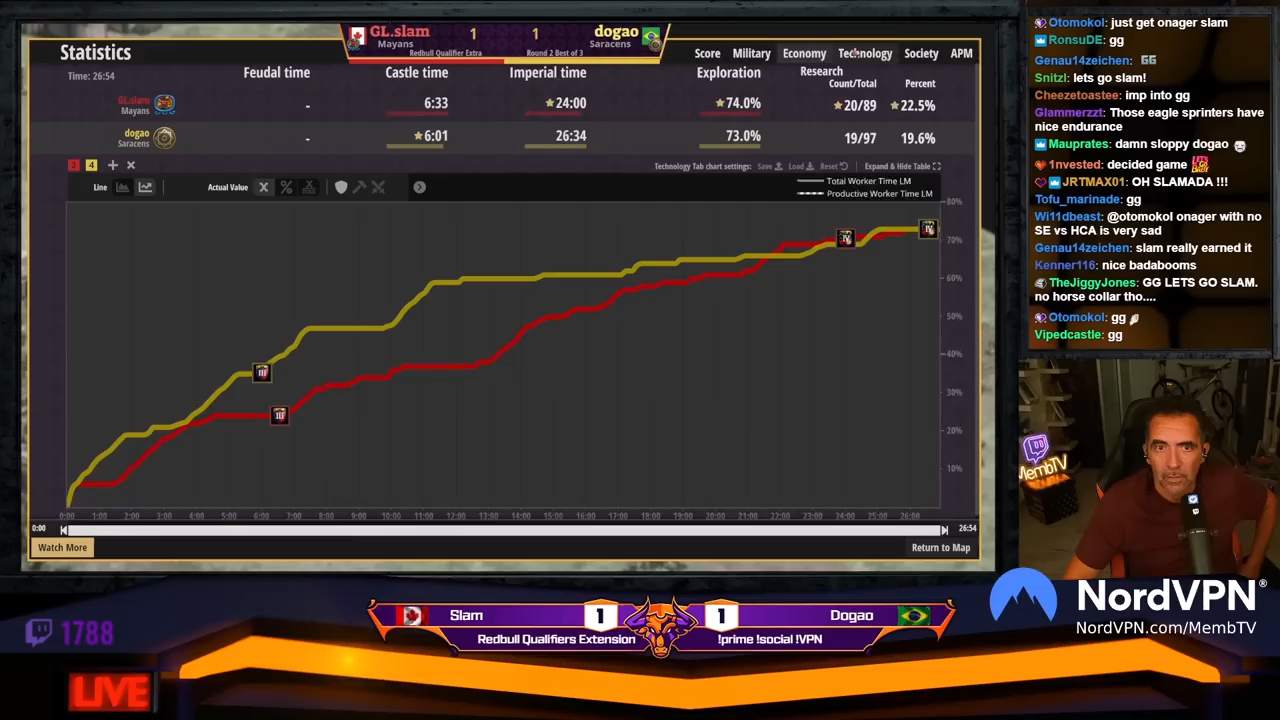 GL.slam
Mayans
1
1
dogao
Saracens
Redbull Qualifier Extra
Round 2 Best of 3
Statistics
Score
Military
Economy
Technology
Society
APM
Time: 26:54
Feudal time
Castle time
Imperial time
Exploration
Research
Count/Total
Percent
GL.slam
Mayans
-
6:33
24:00
74.0%
20/89
22.5%
dogao
Saracens
-
6:01
26:34
73.0%
19/97
19.6%
2
4
Technology Tab chart settings:
Save
Load
Reset
Expand & Hide Table
Line
Actual Value
Total Worker Time LM
Productive Worker Time LM
80%
70%
60%
50%
40%
30%
20%
10%
III
III
IV
IV
0:00 1:00 2:00 3:00 4:00 5:00 6:00 7:00 8:00 9:00 10:00 11:00 12:00 13:00 14:00 15:00 16:00 17:00 18:00 19:00 20:00 21:00 22:00 23:00 24:00 25:00 26:00
0:00
26:54
Watch More
Return to Map
Otomokol: just get onager slam
RonsuDE: gg
Genau14zeichen: GG
Snitzl: lets go slam!
Cheezetoastee: imp into gg
Glammerzzt: Those eagle sprinters have
nice endurance
Mauprates: damn sloppy dogao
1nvested: decided game
JRTMAX01: OH SLAMADA !!!
Tofu_marinade: gg
Wi11dbeast: @otomokol onager with no
SE vs HCA is very sad
Genau14zeichen: slam really earned it
Kenner116: nice badabooms
TheJiggyJones: GG LETS GO SLAM.
no horse collar tho....
Otomokol: gg
Vipedcastle: gg
MembTV
NordVPN®
NordVPN.com/MembTV
Slam
1
1
Dogao
Redbull Qualifiers Extension
!prime !social !VPN
1788
LIVE